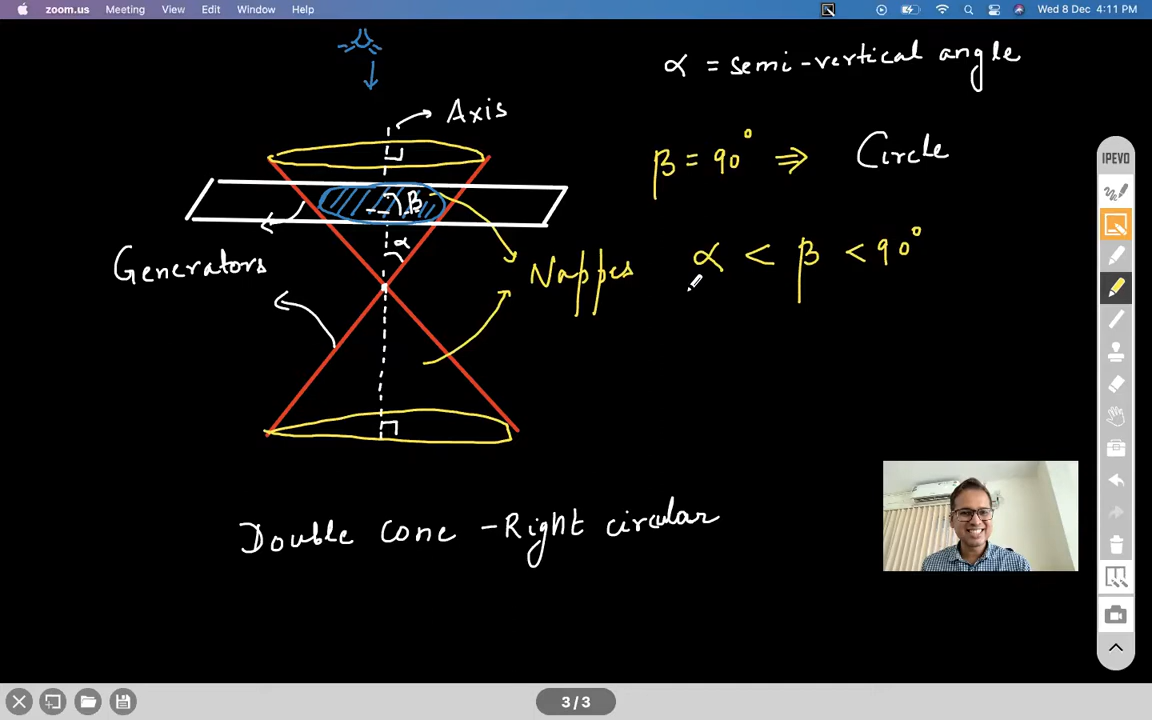 zoom.us Meeting View Edit Window Help Wed 8 Dec 4:11 PM
α = semi-vertical angle
Axis
β = 90° ⇒ Circle
IPEVO
β
α
α < β < 90°
Generators
Nappes
Double cone - Right circular
3/3